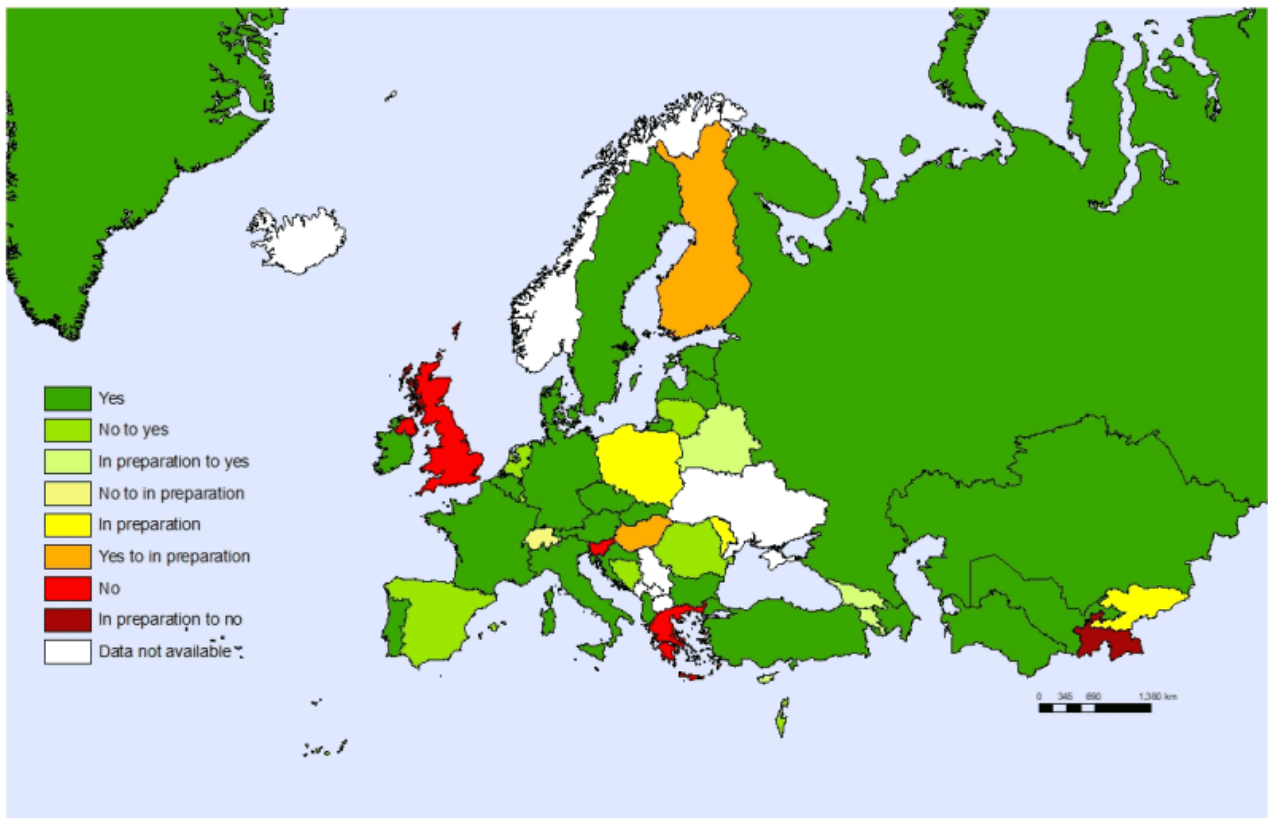 Yes
No to yes
In preparation to yes
No to in preparation
In preparation
Yes to in preparation
No
In preparation to no
Data not available
0 345 690 1,380 km